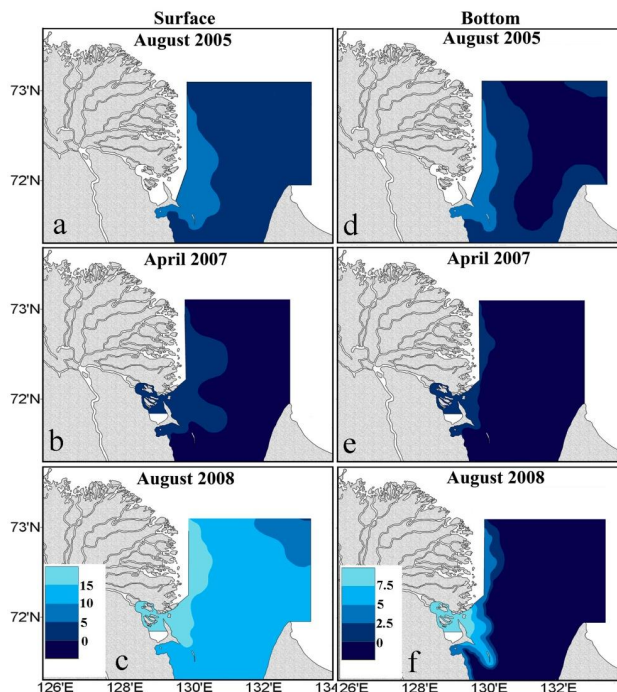 Surface
Bottom
August 2005
August 2005
73'N
72'N
a
d
April 2007
April 2007
73'N
72'N
b
e
August 2008
August 2008
73'N
72'N
15
10
5
0
7.5
5
2.5
0
c
f
126'E
128'E
130'E
132'E
134
126'E
128'E
130'E
132'E